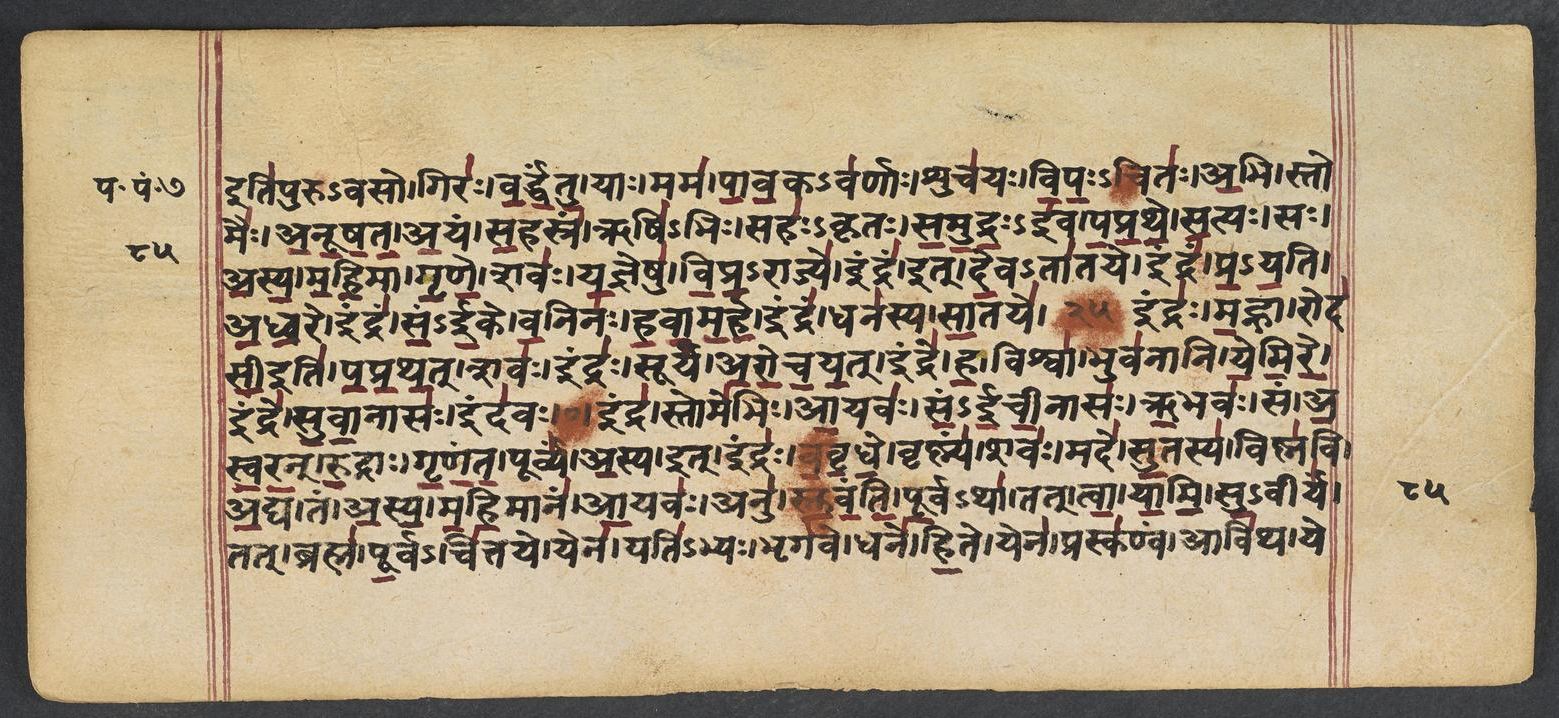 प॰ पं॰७
इतिपुरुऽवसो।गिरः।वर्द्धंतु।याः।मम।पावकऽवर्णाः।शुचयः।विपःऽचितः।अभि।स्तो
मैः।अनूषत।अयं।सहस्रं।ऋषिऽभिः।सहःऽकृतः।समुद्रःऽइव।पप्रथे।सत्यः।सः।
८५
अस्य।महिमा।गृणे।शवः।यज्ञेषु।विप्रऽराज्ये।इंद्रं।इत्।देवऽतातये।इंद्रं।प्रऽयति।
अध्वरे।इंद्रं।संऽईके।वनिनः।हवामहे।इंद्रं।धनस्य।सातये। २५ इंद्रः।मह्ना।रोद
सीइति।पप्रथत्।शवः।इंद्रः।सूर्यं।अरोचयत्।इंद्रे।ह।विश्वा।भुवनानि।येमिरे।
इंद्रे।सुवानासः।इंदवः।इंद्र।स्तोमेभिः।आयवः।संऽईचीनासः।ऋभवः।सं।अ
स्वरन्।रुद्राः।गृणंत।पूर्व्यं।अस्य।इत्।इंद्रः।ववृधे।वृष्ण्यं।शवः।मदे।सुतस्य।विष्णवि।
अद्य।तं।अस्य।महिमानं।आयवः।अनु।स्तुवंति।पूर्वऽथा।तत्।त्वा।यामि।सुऽवीर्यं।
८५
तत्।ब्रह्म।पूर्वऽचित्तये।येन।यतिऽभ्यः।भृगवे।धने।हिते।येन।प्रस्कण्वं।आविथ।ये